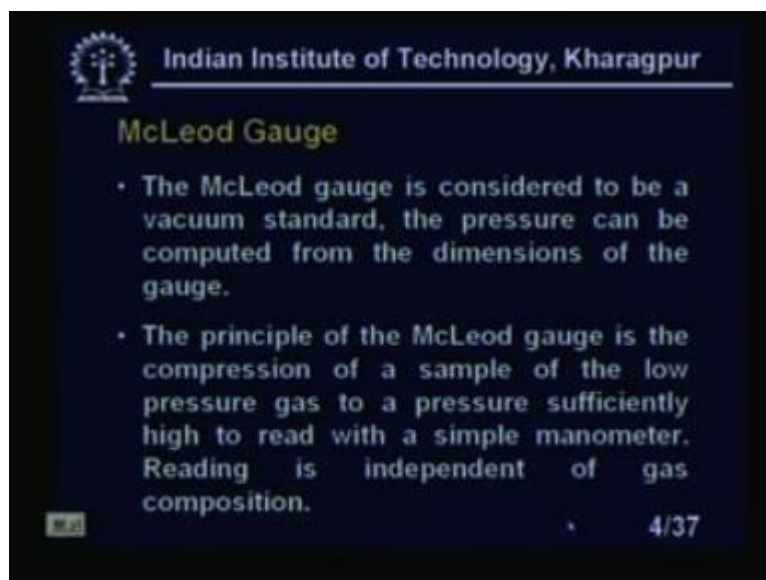 Indian Institute of Technology, Kharagpur
McLeod Gauge
• The McLeod gauge is considered to be a
vacuum standard, the pressure can be
computed from the dimensions of the
gauge.
• The principle of the McLeod gauge is the
compression of a sample of the low
pressure gas to a pressure sufficiently
high to read with a simple manometer.
Reading is independent of gas
composition.
4/37